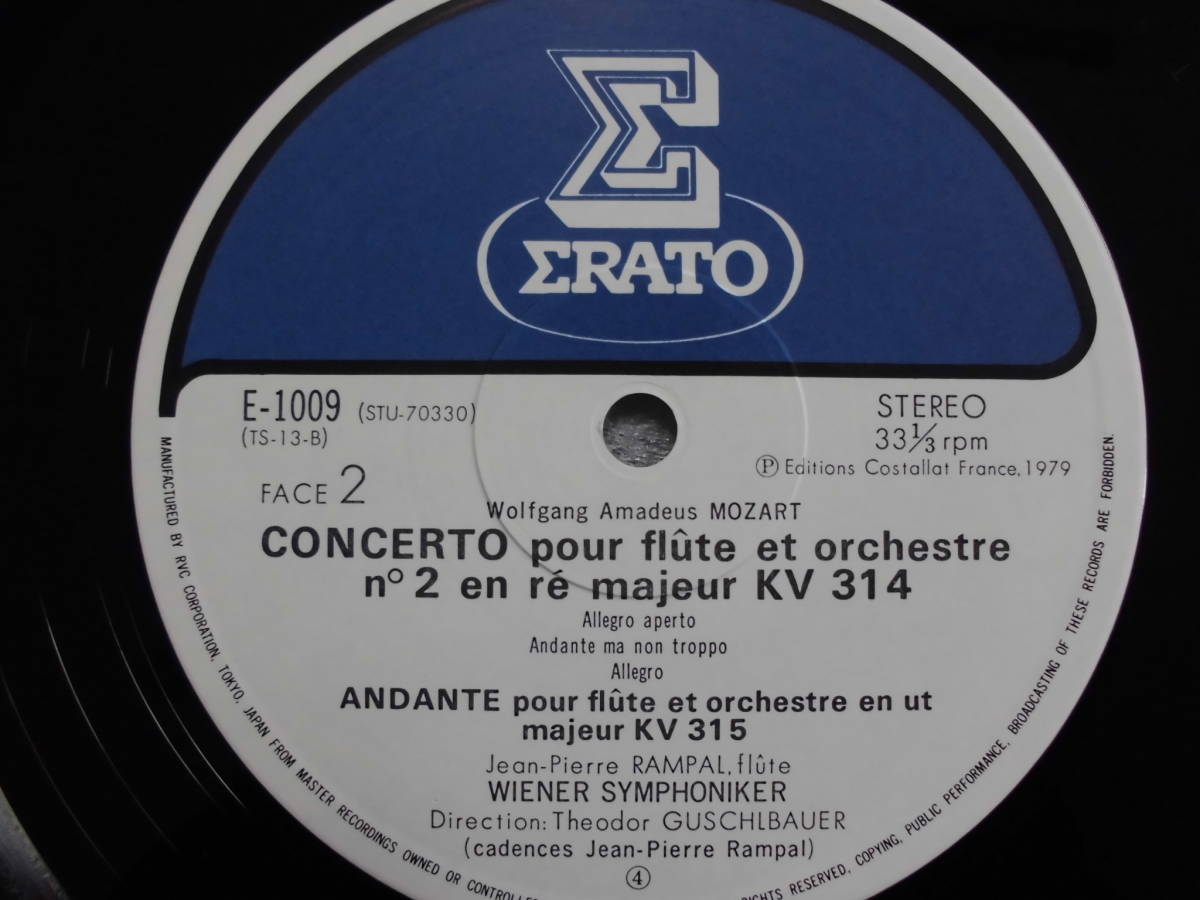 ΣRATO
E-1009 (STU-70330)
(TS-13-B)
STEREO
33 1/3 rpm
Ⓟ Editions Costallat France, 1979
FACE 2
Wolfgang Amadeus MOZART
CONCERTO pour flûte et orchestre
n° 2 en ré majeur KV 314
Allegro aperto
Andante ma non troppo
Allegro
ANDANTE pour flûte et orchestre en ut
majeur KV 315
Jean-Pierre RAMPAL, flûte
WIENER SYMPHONIKER
Direction: Theodor GUSCHLBAUER
(cadences Jean-Pierre Rampal)
④
MANUFACTURED BY RVC CORPORATION, TOKYO, JAPAN FROM MASTER RECORDINGS OWNED OR
RESERVED, COPYING, PUBLIC PERFORMANCE, BROADCASTING OF THESE RECORDS ARE FORBIDDEN.